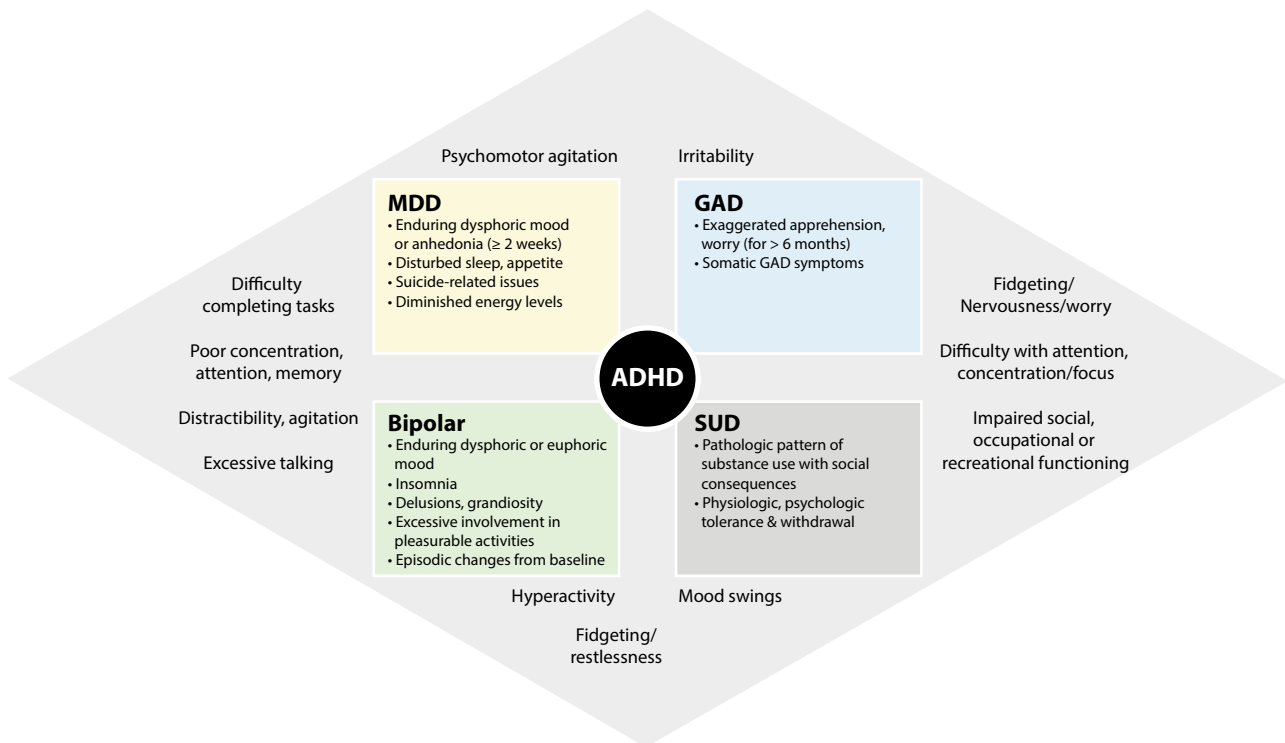 Psychomotor agitation
Irritability
MDD
• Enduring dysphoric mood
or anhedonia (≥ 2 weeks)
• Disturbed sleep, appetite
• Suicide-related issues
• Diminished energy levels
GAD
• Exaggerated apprehension,
worry (for > 6 months)
• Somatic GAD symptoms
Difficulty
completing tasks
Poor concentration,
attention, memory
Distractibility, agitation
Excessive talking
ADHD
Fidgeting/
Nervousness/worry
Difficulty with attention,
concentration/focus
Impaired social,
occupational or
recreational functioning
Bipolar
• Enduring dysphoric or euphoric
mood
• Insomnia
• Delusions, grandiosity
• Excessive involvement in
pleasurable activities
• Episodic changes from baseline
SUD
• Pathologic pattern of
substance use with social
consequences
• Physiologic, psychologic
tolerance & withdrawal
Hyperactivity
Mood swings
Fidgeting/
restlessness